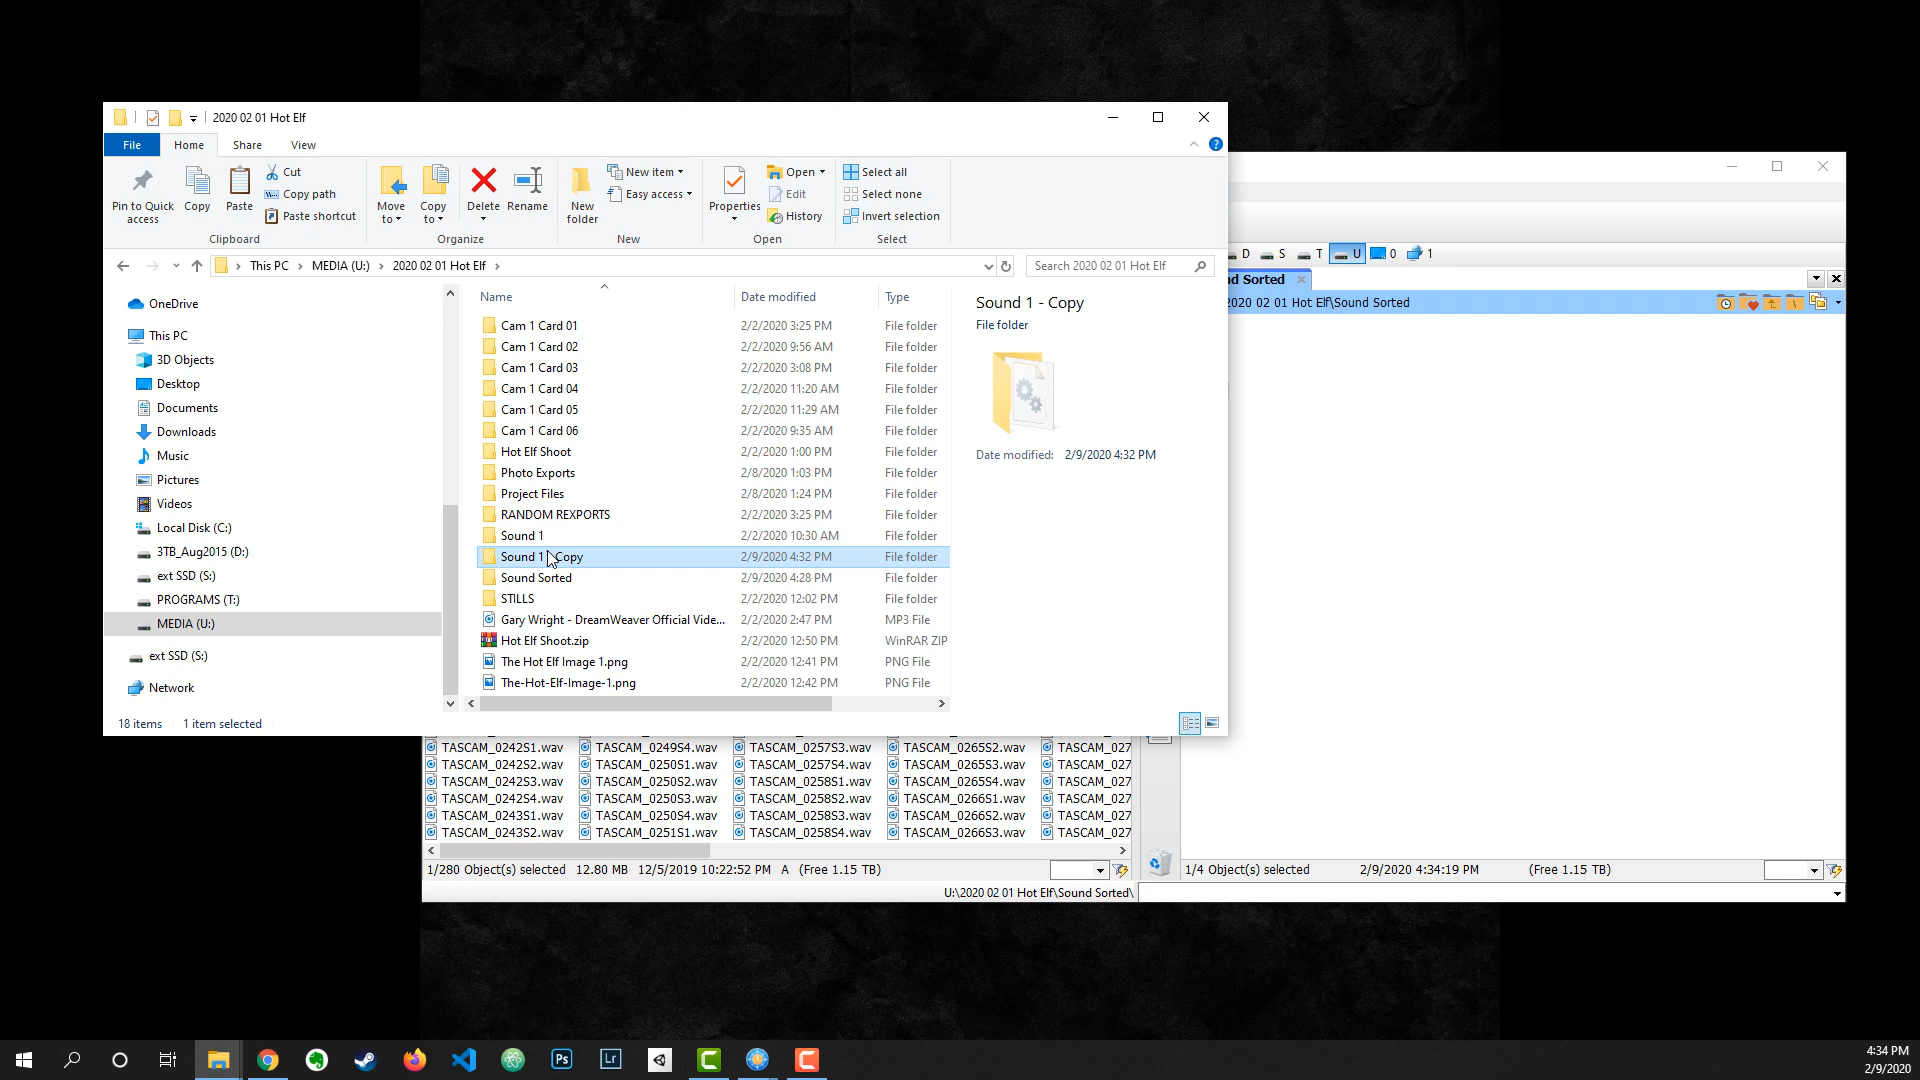 2020 02 01 Hot Elf
File Home Share View
Pin to Quick access
Copy
Paste
Cut
Copy path
Paste shortcut
Clipboard
Move to
Copy to
Delete
Rename
Organize
New folder
New item
Easy access
New
Properties
Open
Edit
History
Open
Select all
Select none
Invert selection
Select
This PC > MEDIA (U:) > 2020 02 01 Hot Elf >
Search 2020 02 01 Hot Elf
OneDrive
This PC
3D Objects
Desktop
Documents
Downloads
Music
Pictures
Videos
Local Disk (C:)
3TB_Aug2015 (D:)
ext SSD (S:)
PROGRAMS (T:)
MEDIA (U:)
ext SSD (S:)
Network
Name Date modified Type
Cam 1 Card 01 2/2/2020 3:25 PM File folder
Cam 1 Card 02 2/2/2020 9:56 AM File folder
Cam 1 Card 03 2/2/2020 3:08 PM File folder
Cam 1 Card 04 2/2/2020 11:20 AM File folder
Cam 1 Card 05 2/2/2020 11:29 AM File folder
Cam 1 Card 06 2/2/2020 9:35 AM File folder
Hot Elf Shoot 2/2/2020 1:00 PM File folder
Photo Exports 2/8/2020 1:03 PM File folder
Project Files 2/8/2020 1:24 PM File folder
RANDOM REXPORTS 2/2/2020 3:25 PM File folder
Sound 1 2/2/2020 10:30 AM File folder
Sound 1 Copy 2/9/2020 4:32 PM File folder
Sound Sorted 2/9/2020 4:28 PM File folder
STILLS 2/2/2020 12:02 PM File folder
Gary Wright - DreamWeaver Official Vide... 2/2/2020 2:47 PM MP3 File
Hot Elf Shoot.zip 2/2/2020 12:50 PM WinRAR ZIP
The Hot Elf Image 1.png 2/2/2020 12:41 PM PNG File
The-Hot-Elf-Image-1.png 2/2/2020 12:42 PM PNG File
Sound 1 - Copy
File folder
Date modified: 2/9/2020 4:32 PM
18 items 1 item selected
D S T U 0 1
d Sorted
2020 02 01 Hot Elf\Sound Sorted
TASCAM_0242S1.wav TASCAM_0249S4.wav TASCAM_0257S3.wav TASCAM_0265S2.wav TASCAM_027
TASCAM_0242S2.wav TASCAM_0250S1.wav TASCAM_0257S4.wav TASCAM_0265S3.wav TASCAM_027
TASCAM_0242S3.wav TASCAM_0250S2.wav TASCAM_0258S1.wav TASCAM_0265S4.wav TASCAM_027
TASCAM_0242S4.wav TASCAM_0250S3.wav TASCAM_0258S2.wav TASCAM_0266S1.wav TASCAM_027
TASCAM_0243S1.wav TASCAM_0250S4.wav TASCAM_0258S3.wav TASCAM_0266S2.wav TASCAM_027
TASCAM_0243S2.wav TASCAM_0251S1.wav TASCAM_0258S4.wav TASCAM_0266S3.wav TASCAM_027
1/280 Object(s) selected 12.80 MB 12/5/2019 10:22:52 PM A (Free 1.15 TB)
1/4 Object(s) selected 2/9/2020 4:34:19 PM (Free 1.15 TB)
U:\2020 02 01 Hot Elf\Sound Sorted\
Ps
Lr
4:34 PM
2/9/2020